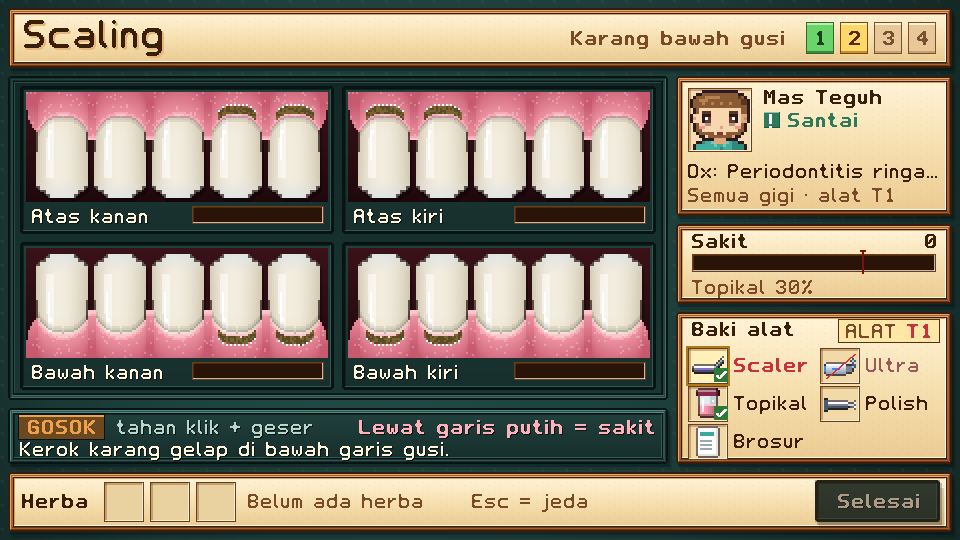 Scaling
Karang bawah gusi 1 2 3 4
Atas kanan
Atas kiri
Bawah kanan
Bawah kiri
GOSOK tahan klik + geser Lewat garis putih = sakit
Kerok karang gelap di bawah garis gusi.
Mas Teguh
Santai
Dx: Periodontitis ringa…
Semua gigi · alat T1
Sakit 0
Topikal 30%
Baki alat ALAT T1
Scaler Ultra
Topikal Polish
Brosur
Herba Belum ada herba Esc = jeda Selesai